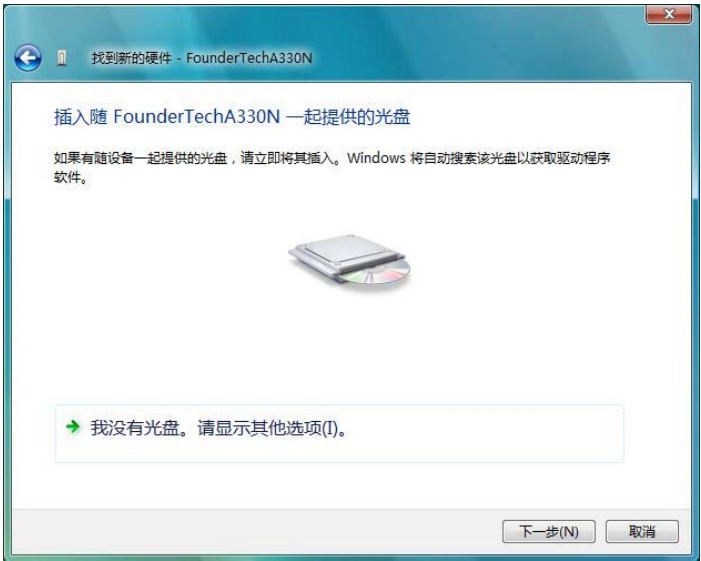 找到新的硬件 - FounderTechA330N
插入随 FounderTechA330N 一起提供的光盘
如果有随设备一起提供的光盘，请立即将其插入。Windows 将自动搜索该光盘以获取驱动程序
软件。
我没有光盘。请显示其他选项(I)。
下一步(N) 取消